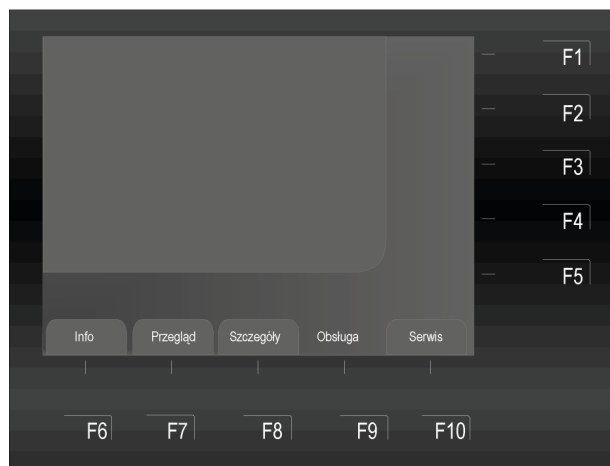 F1
F2
F3
F4
F5
Info Przegląd Szczegóły Obsługa Serwis
F6 F7 F8 F9 F10